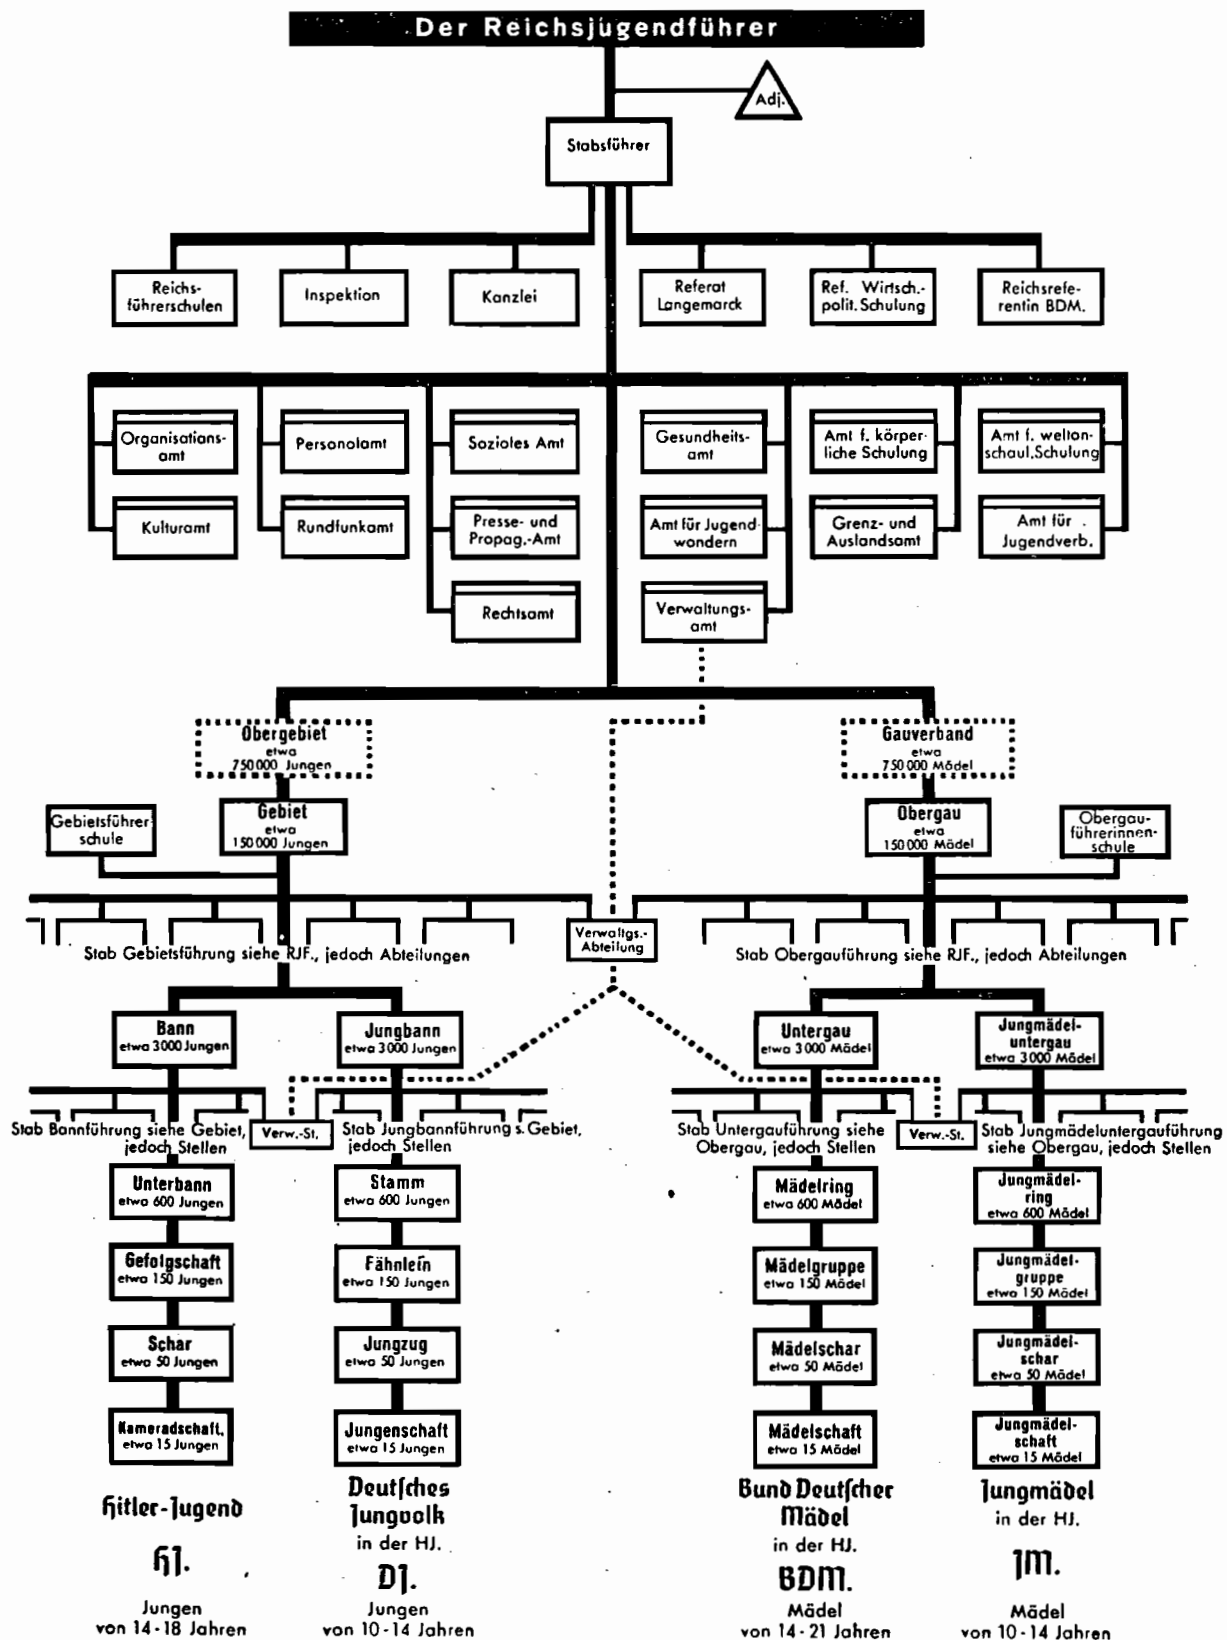 Der Reichsjugendführer
Adj.
Stabsführer
Reichs-
führerschulen
Inspektion
Kanzlei
Referat
Langemarck
Ref. Wirtsch.-
polit. Schulung
Reichsrefe-
rentin BDM.
Organisations-
amt
Personalamt
Soziales Amt
Gesundheits-
amt
Amt f. körper-
liche Schulung
Amt f. weltan-
schaul. Schulung
Kulturamt
Rundfunkamt
Presse- und
Propag.-Amt
Amt für Jugend-
wandern
Grenz- und
Auslandsamt
Amt für
Jugendverb.
Rechtsamt
Verwaltungs-
amt
Obergebiet
etwa
750000 Jungen
Gauverband
etwa
750000 Mädel
Gebietsführer-
schule
Gebiet
etwa
150000 Jungen
Obergau
etwa
150000 Mädel
Obergau-
führerinnen-
schule
Stab Gebietsführung siehe RJF., jedoch Abteilungen
Verwaltgs.-
Abteilung
Stab Obergauführung siehe RJF., jedoch Abteilungen
Bann
etwa 3000 Jungen
Jungbann
etwa 3000 Jungen
Untergau
etwa 3000 Mädel
Jungmädel-
untergau
etwa 3000 Mädel
Stab Bannführung siehe Gebiet,
jedoch Stellen
Verw.-St.
Stab Jungbannführung s. Gebiet,
jedoch Stellen
Stab Untergauführung siehe
Obergau, jedoch Stellen
Verw.-St.
Stab Jungmädeluntergauführung
siehe Obergau, jedoch Stellen
Unterbann
etwa 600 Jungen
Stamm
etwa 600 Jungen
Mädelring
etwa 600 Mädel
Jungmädel-
ring
etwa 600 Mädel
Gefolgschaft
etwa 150 Jungen
Fähnlein
etwa 150 Jungen
Mädelgruppe
etwa 150 Mädel
Jungmädel-
gruppe
etwa 150 Mädel
Schar
etwa 50 Jungen
Jungzug
etwa 50 Jungen
Mädelschar
etwa 50 Mädel
Jungmädel-
schar
etwa 50 Mädel
Kameradschaft.
etwa 15 Jungen
Jungenschaft
etwa 15 Jungen
Mädelschaft
etwa 15 Mädel
Jungmädel-
schaft
etwa 15 Mädel
Hitler-Jugend
HJ.
Jungen
von 14-18 Jahren
Deutsches
Jungvolk
in der HJ.
DJ.
Jungen
von 10-14 Jahren
Bund Deutscher
Mädel
in der HJ.
BDM.
Mädel
von 14-21 Jahren
Jungmädel
in der HJ.
JM.
Mädel
von 10-14 Jahren